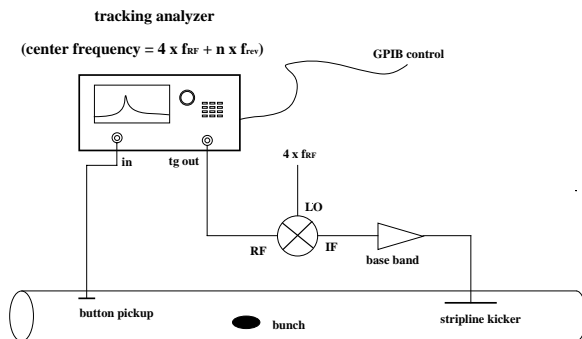 tracking analyzer
(center frequency = 4 x fRF + n x frev)
GPIB control
in
tg out
4 x fRF
LO
RF
IF
base band
button pickup
bunch
stripline kicker